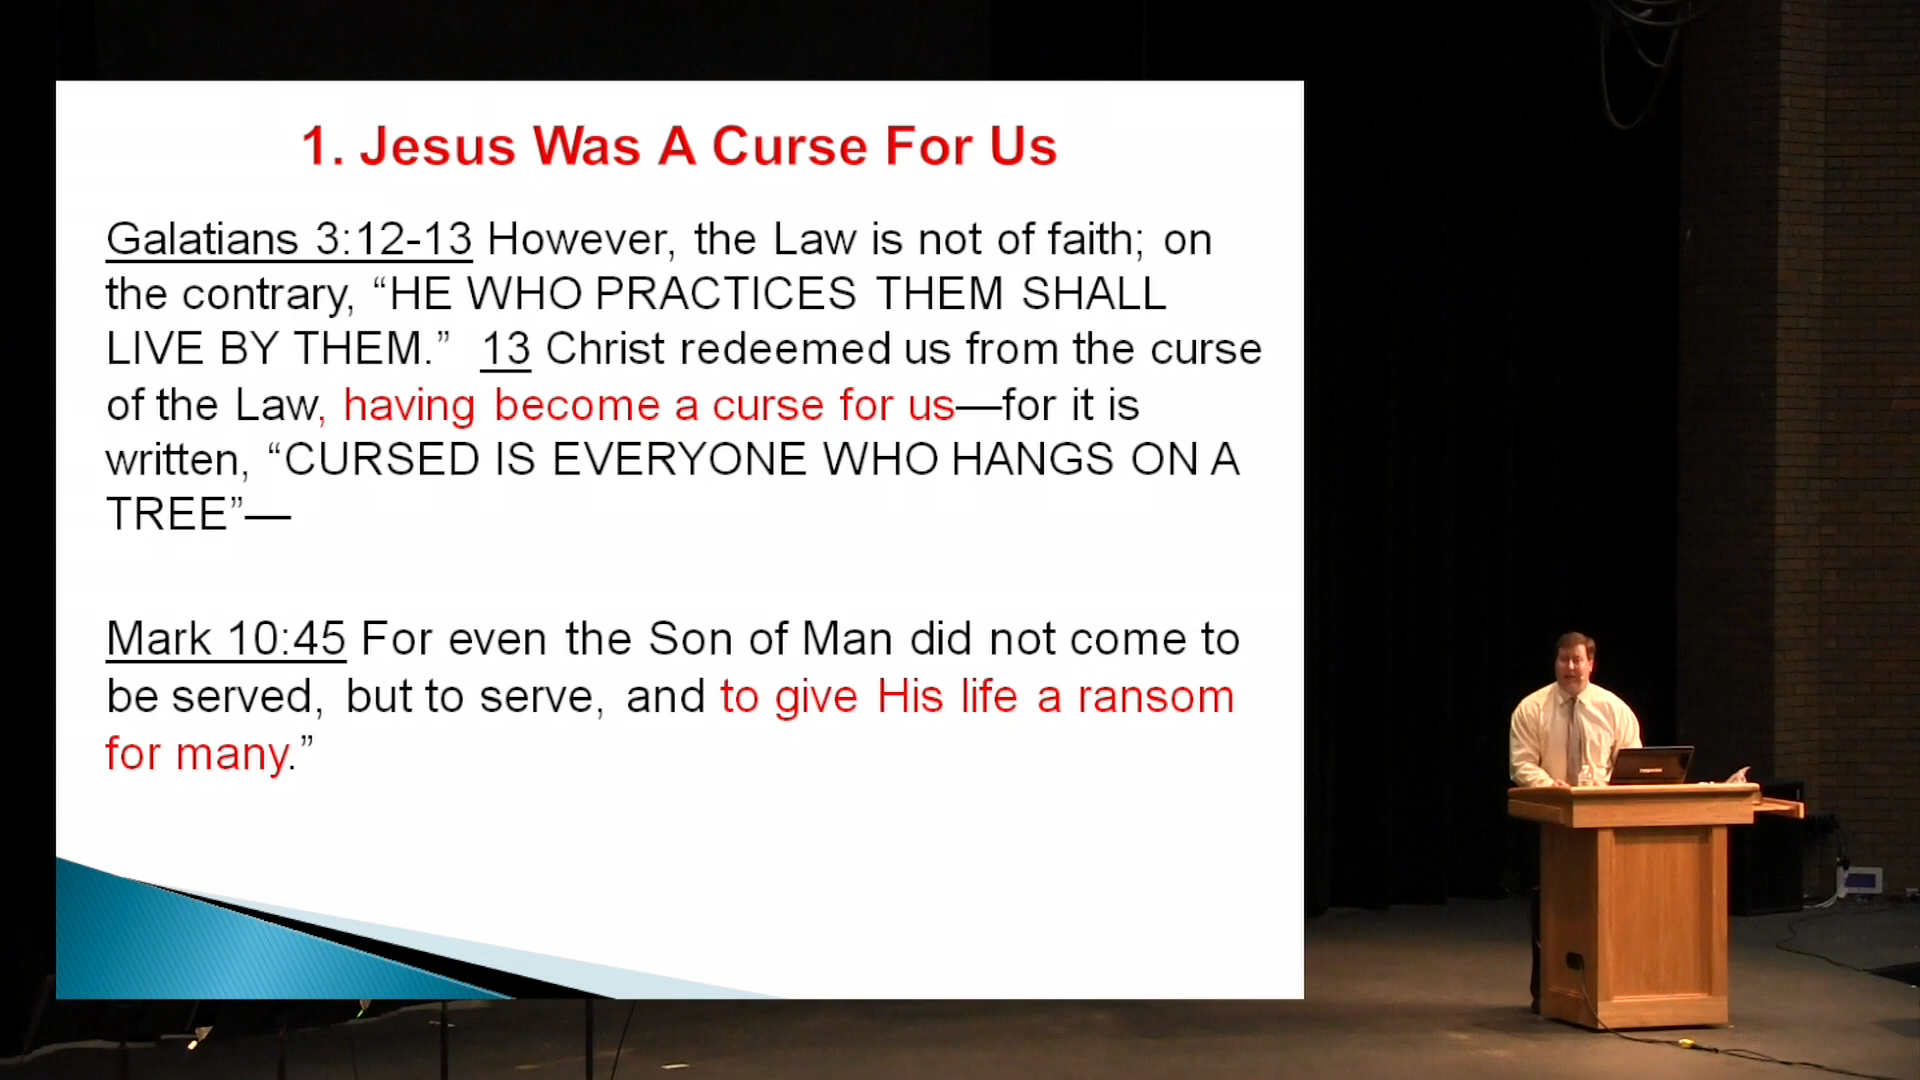 1. Jesus Was A Curse For Us
Galatians 3:12-13 However, the Law is not of faith; on
the contrary, “HE WHO PRACTICES THEM SHALL
LIVE BY THEM.” 13 Christ redeemed us from the curse
of the Law, having become a curse for us—for it is
written, “CURSED IS EVERYONE WHO HANGS ON A
TREE”—
Mark 10:45 For even the Son of Man did not come to
be served, but to serve, and to give His life a ransom
for many.”